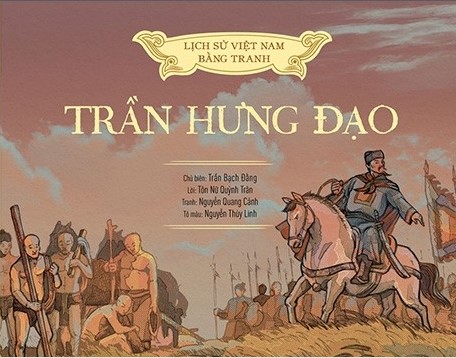 LỊCH SỬ VIỆT NAM
BẰNG TRANH
TRẦN HƯNG ĐẠO
Chủ biên: Trần Bạch Đằng
Lời: Tôn Nữ Quỳnh Trân
Tranh: Nguyễn Quang Cảnh
Tô màu: Nguyễn Thùy Linh